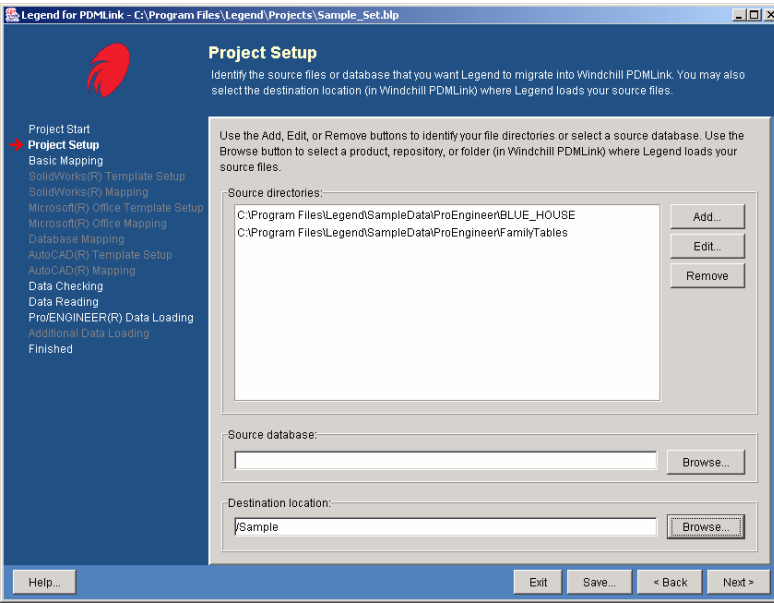 Legend for PDMLink - C:\Program Files\Legend\Projects\Sample_Set.blp
Project Setup
Identify the source files or database that you want Legend to migrate into Windchill PDMLink. You may also
select the destination location (in Windchill PDMLink) where Legend loads your source files.
Project Start
Project Setup
Basic Mapping
SolidWorks(R) Template Setup
SolidWorks(R) Mapping
Microsoft(R) Office Template Setup
Microsoft(R) Office Mapping
Database Mapping
AutoCAD(R) Template Setup
AutoCAD(R) Mapping
Data Checking
Data Reading
Pro/ENGINEER(R) Data Loading
Additional Data Loading
Finished
Use the Add, Edit, or Remove buttons to identify your file directories or select a source database. Use the
Browse button to select a product, repository, or folder (in Windchill PDMLink) where Legend loads your
source files.
Source directories:
C:\Program Files\Legend\SampleData\ProEngineer\BLUE_HOUSE
C:\Program Files\Legend\SampleData\ProEngineer\FamilyTables
Add...
Edit...
Remove
Source database:
Browse...
Destination location:
/Sample
Browse...
Help...
Exit
Save...
< Back
Next >